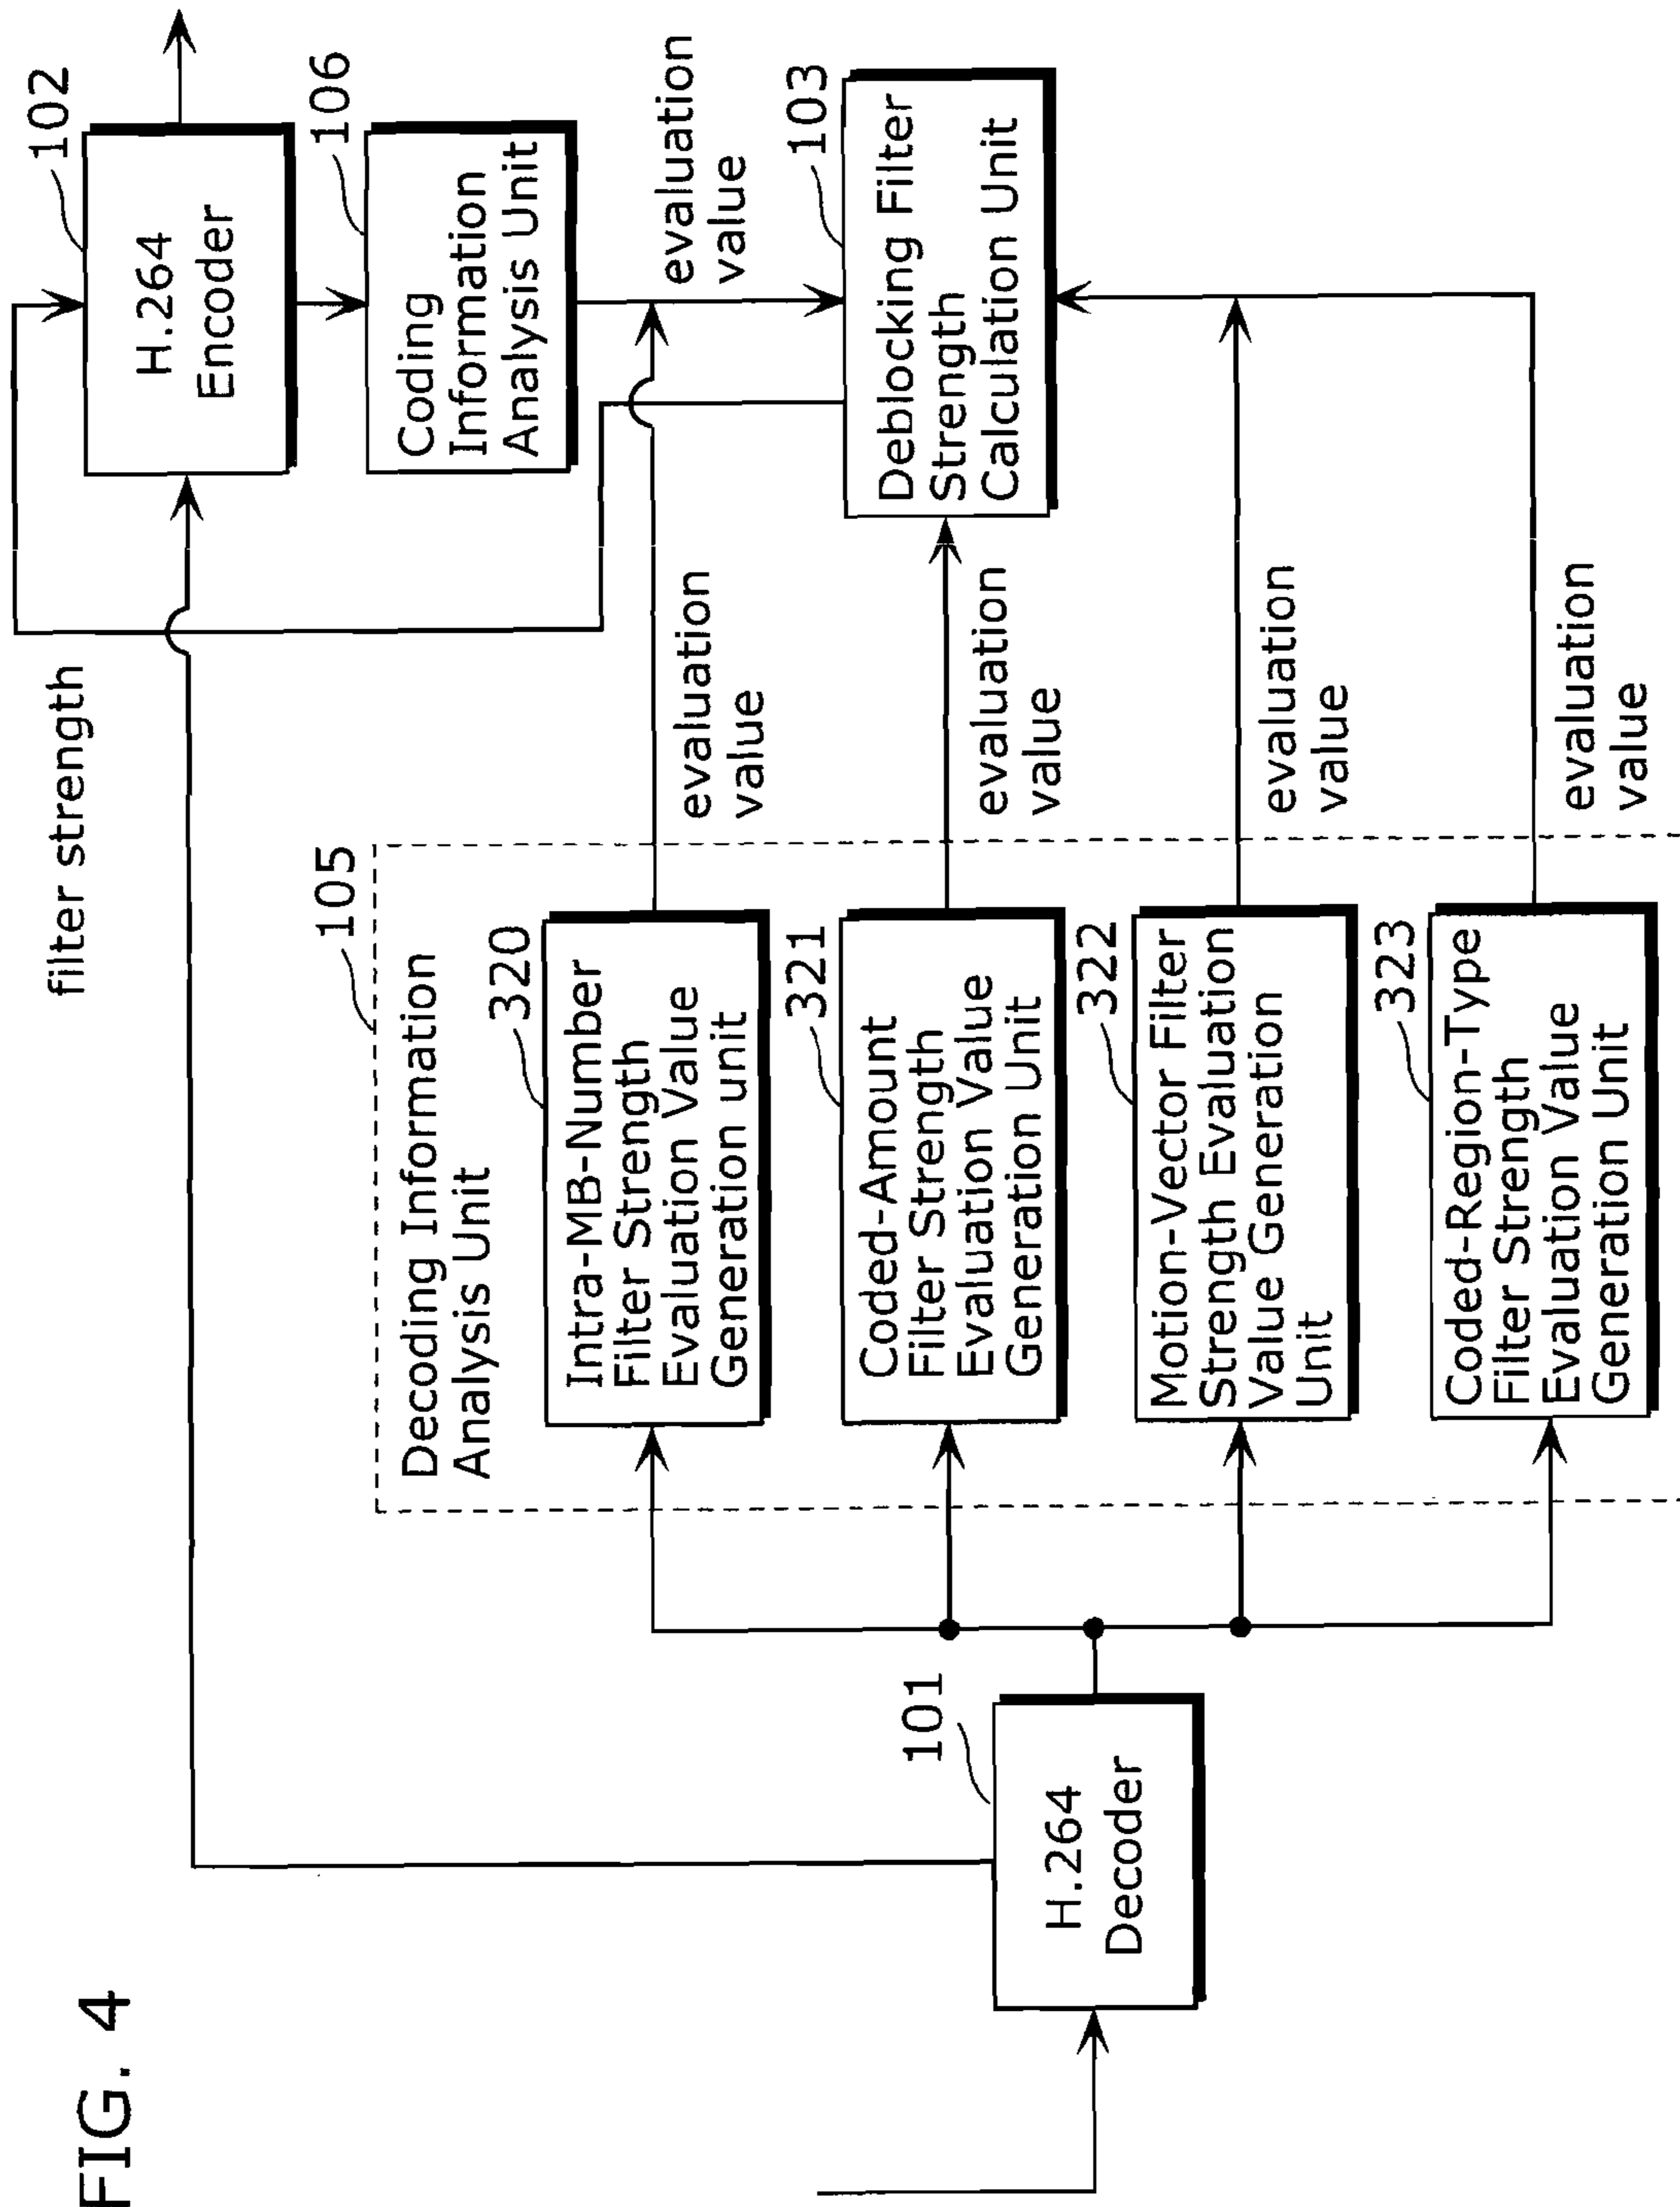 FIG. 4
filter strength
102
H.264
Encoder
106
Coding
Information
Analysis Unit
evaluation
value
105
Decoding Information
Analysis Unit
320
Intra-MB-Number
Filter Strength
Evaluation Value
Generation unit
evaluation
value
103
Deblocking Filter
Strength
Calculation Unit
321
Coded-Amount
Filter Strength
Evaluation Value
Generation Unit
evaluation
value
101
H.264
Decoder
322
Motion-Vector Filter
Strength Evaluation
Value Generation
Unit
evaluation
value
323
Coded-Region-Type
Filter Strength
Evaluation Value
Generation Unit
evaluation
value